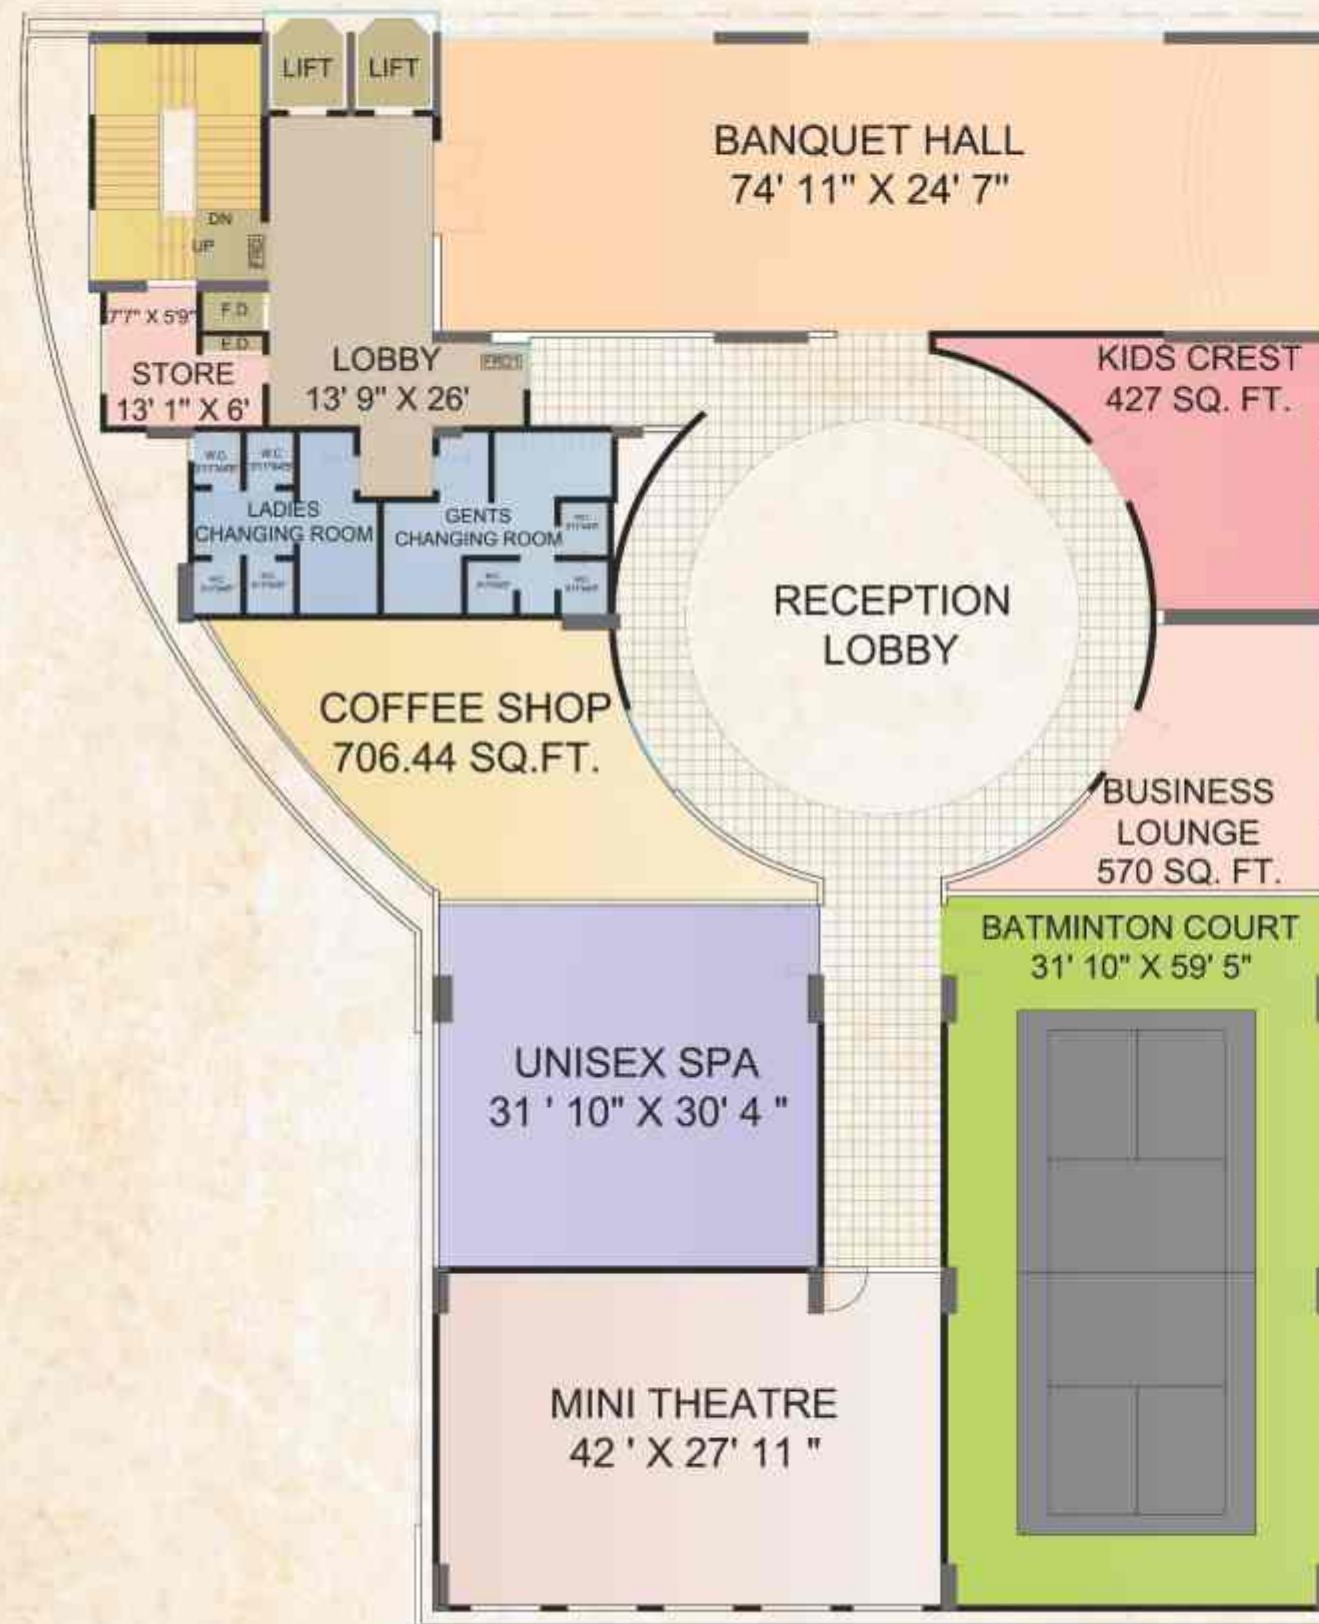 LIFT
LIFT
BANQUET HALL
74' 11" X 24' 7"
DN
UP
FRD
7'7" X 5'9"
F.D
E.D
STORE
13' 1" X 6'
LOBBY
13' 9" X 26'
FRD1
KIDS CREST
427 SQ. FT.
W.C
W.C
LADIES
CHANGING ROOM
GENTS
CHANGING ROOM
W.C
W.C
W.C
W.C
W.C
RECEPTION
LOBBY
COFFEE SHOP
706.44 SQ.FT.
BUSINESS
LOUNGE
570 SQ. FT.
BATMINTON COURT
31' 10" X 59' 5"
UNISEX SPA
31 ' 10" X 30' 4 "
MINI THEATRE
42 ' X 27' 11 "